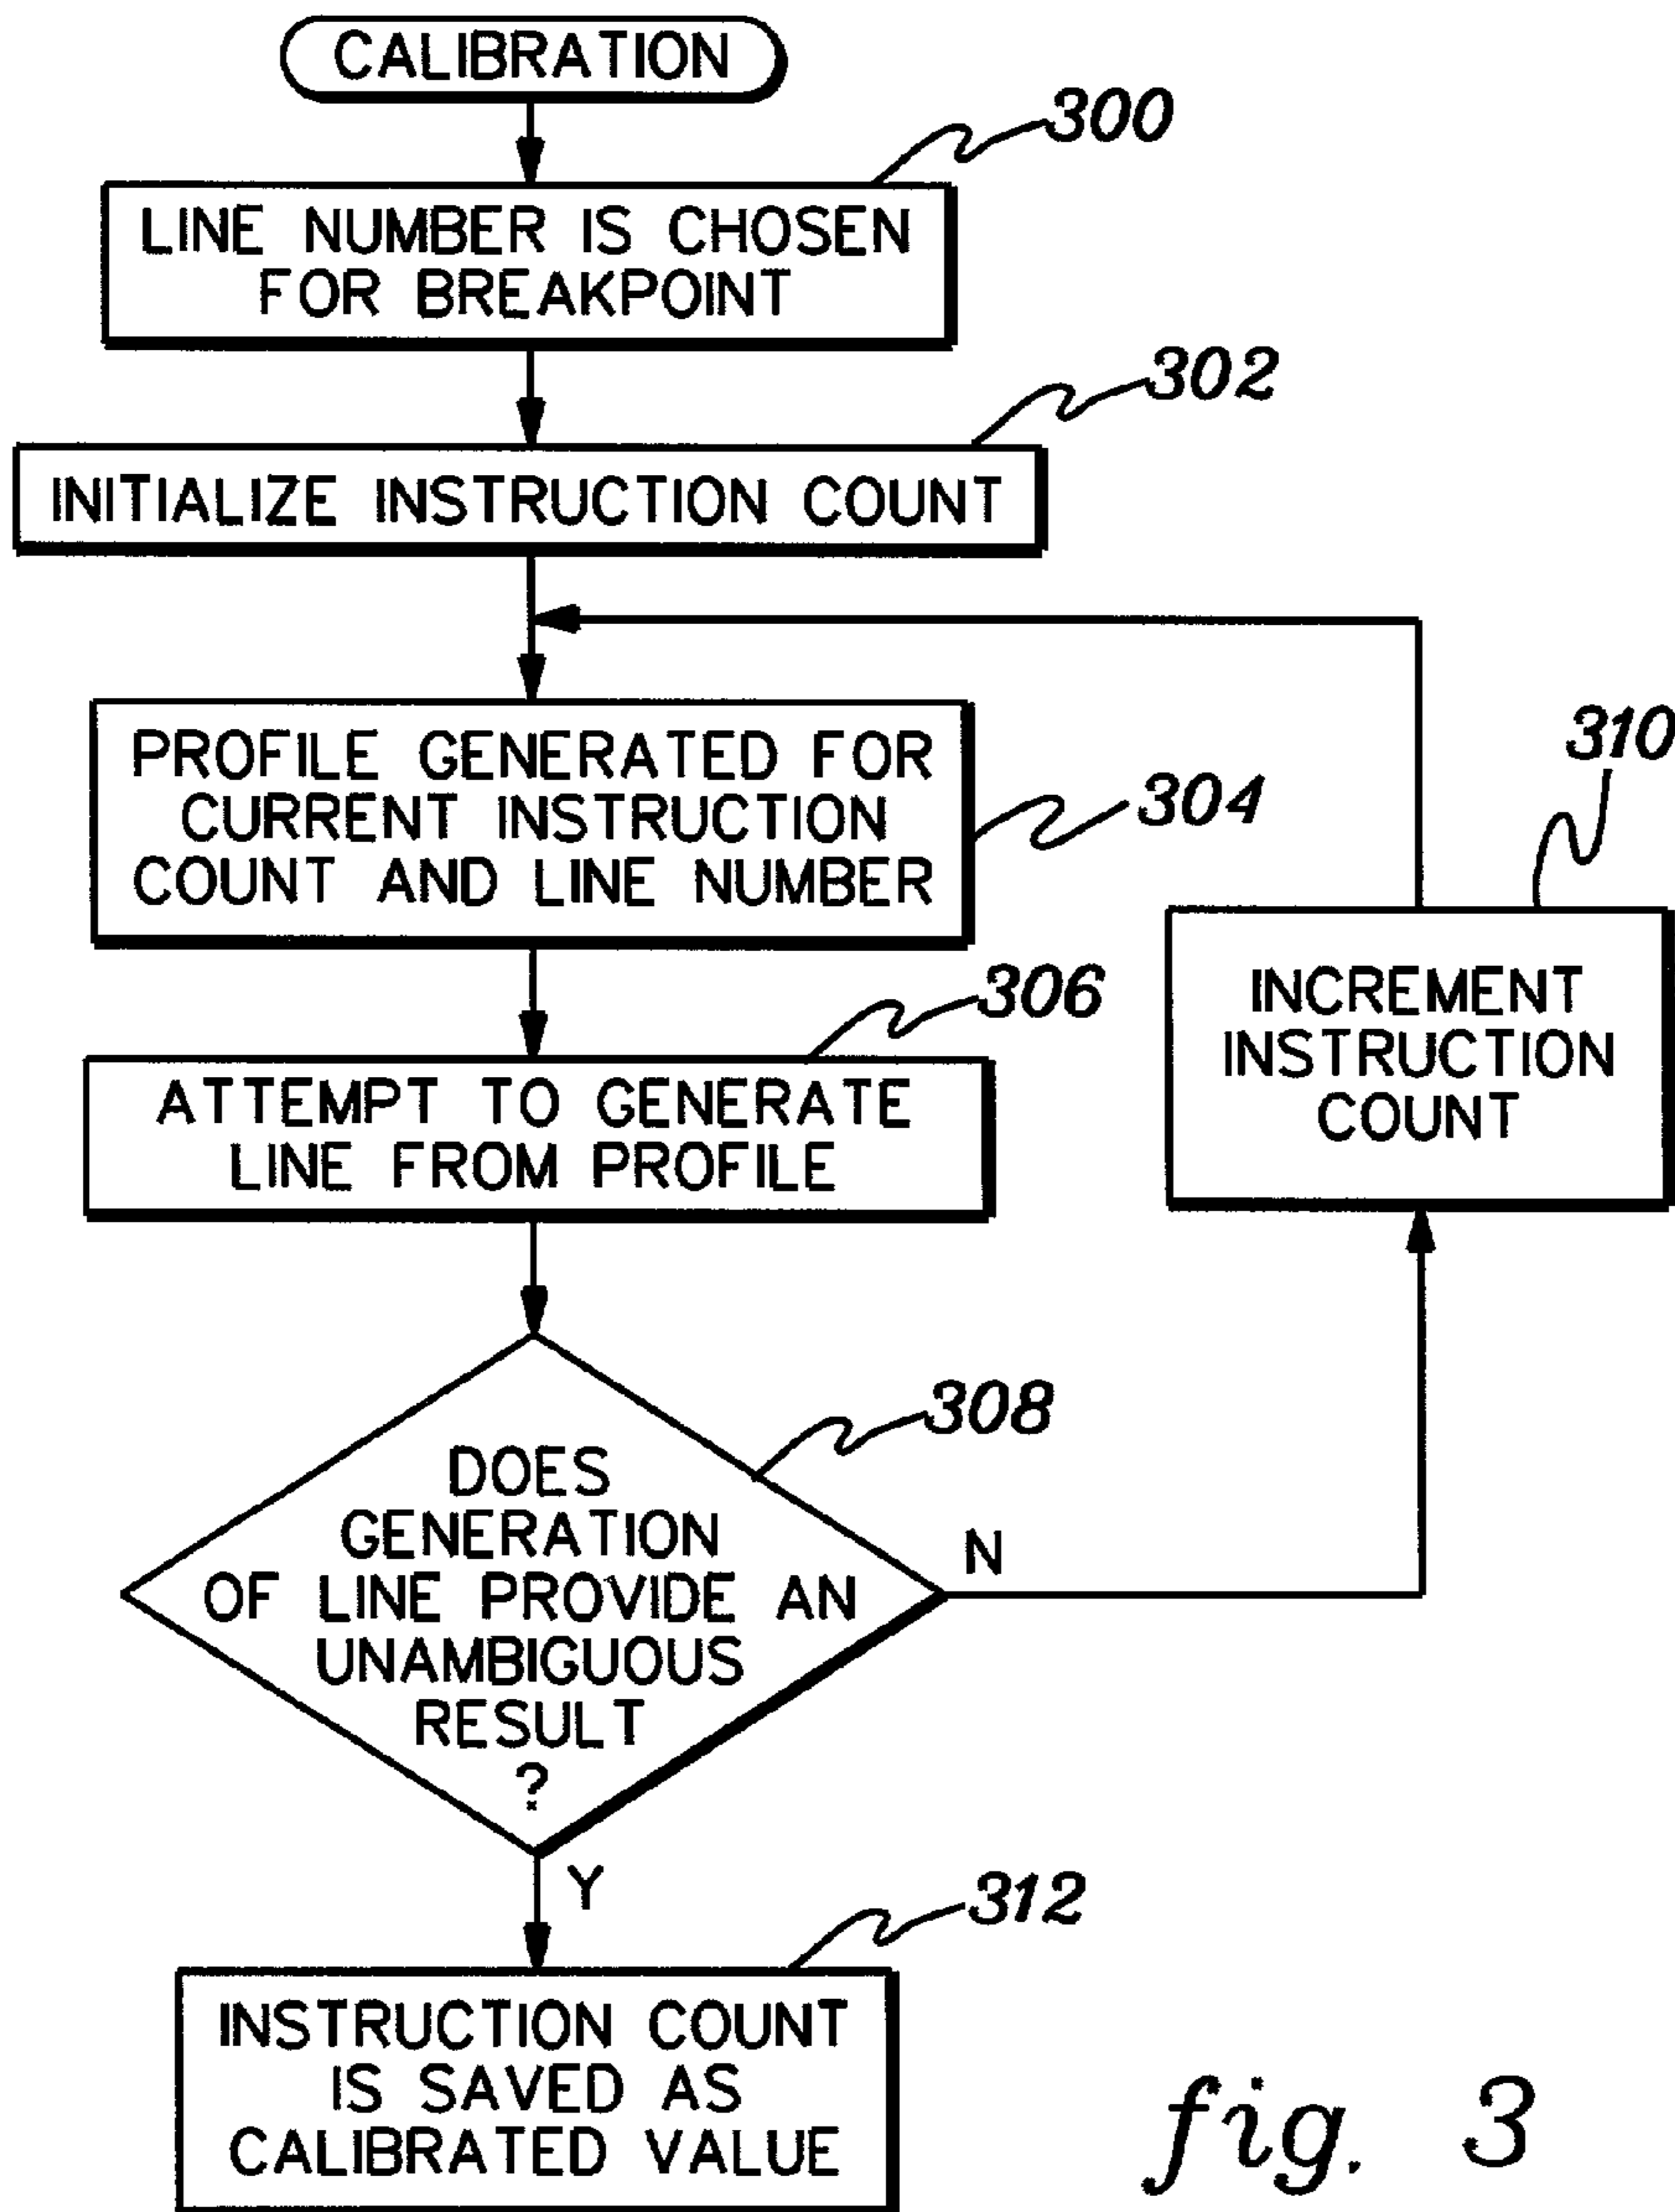 CALIBRATION
300
LINE NUMBER IS CHOSEN
FOR BREAKPOINT
302
INITIALIZE INSTRUCTION COUNT
PROFILE GENERATED FOR
CURRENT INSTRUCTION
COUNT AND LINE NUMBER
304
310
INCREMENT
INSTRUCTION
COUNT
306
ATTEMPT TO GENERATE
LINE FROM PROFILE
308
DOES
GENERATION
OF LINE PROVIDE AN
UNAMBIGUOUS
RESULT
?
N
Y
312
INSTRUCTION COUNT
IS SAVED AS
CALIBRATED VALUE
fig. 3